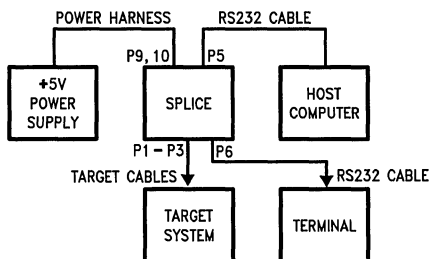 POWER HARNESS
RS232 CABLE
P9, 10
P5
+5V
POWER
SUPPLY
SPLICE
HOST
COMPUTER
P1 – P3
P6
TARGET CABLES
RS232 CABLE
TARGET
SYSTEM
TERMINAL